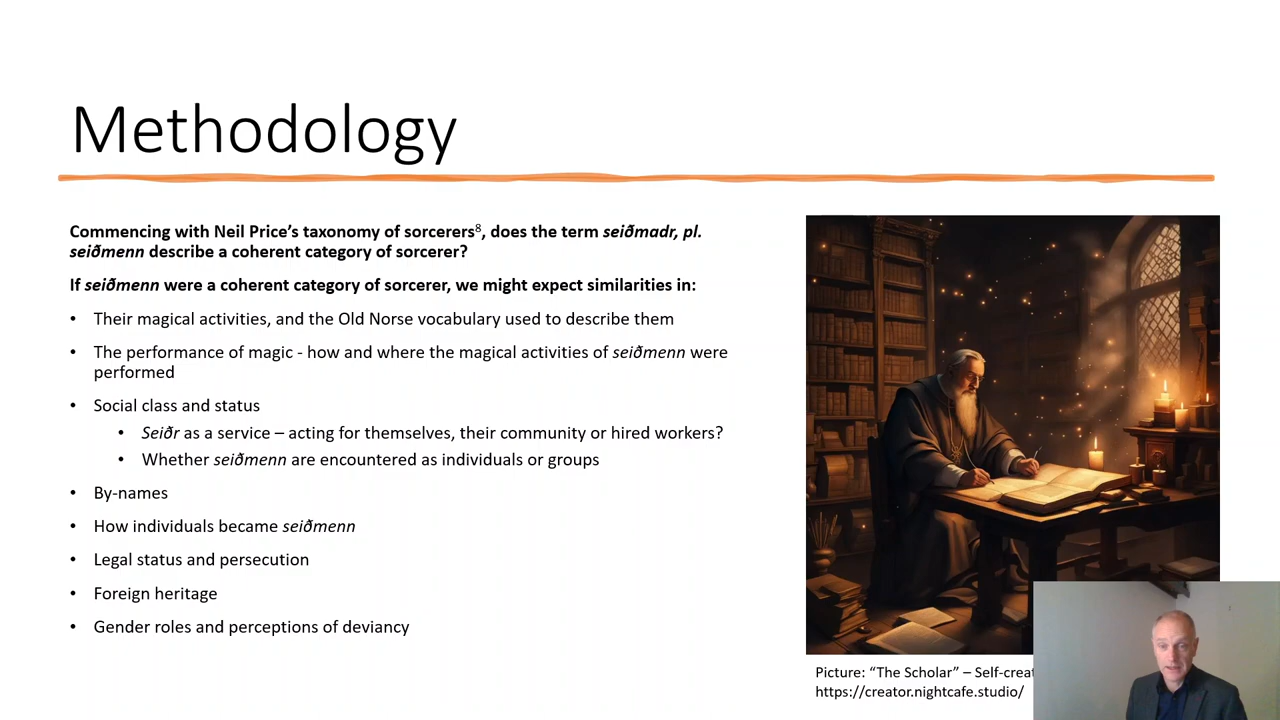 Methodology
Commencing with Neil Price’s taxonomy of sorcerers⁸, does the term seiðmadr, pl.
seiðmenn describe a coherent category of sorcerer?
If seiðmenn were a coherent category of sorcerer, we might expect similarities in:
• Their magical activities, and the Old Norse vocabulary used to describe them
• The performance of magic - how and where the magical activities of seiðmenn were
performed
• Social class and status
• Seiðr as a service – acting for themselves, their community or hired workers?
• Whether seiðmenn are encountered as individuals or groups
• By-names
• How individuals became seiðmenn
• Legal status and persecution
• Foreign heritage
• Gender roles and perceptions of deviancy
Picture: “The Scholar” –
https://creator.nightcafe.studio/